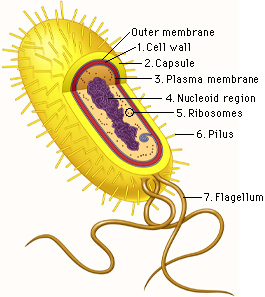 Outer membrane
1. Cell wall
2. Capsule
3. Plasma membrane
4. Nucleoid region
5. Ribosomes
6. Pilus
7. Flagellum